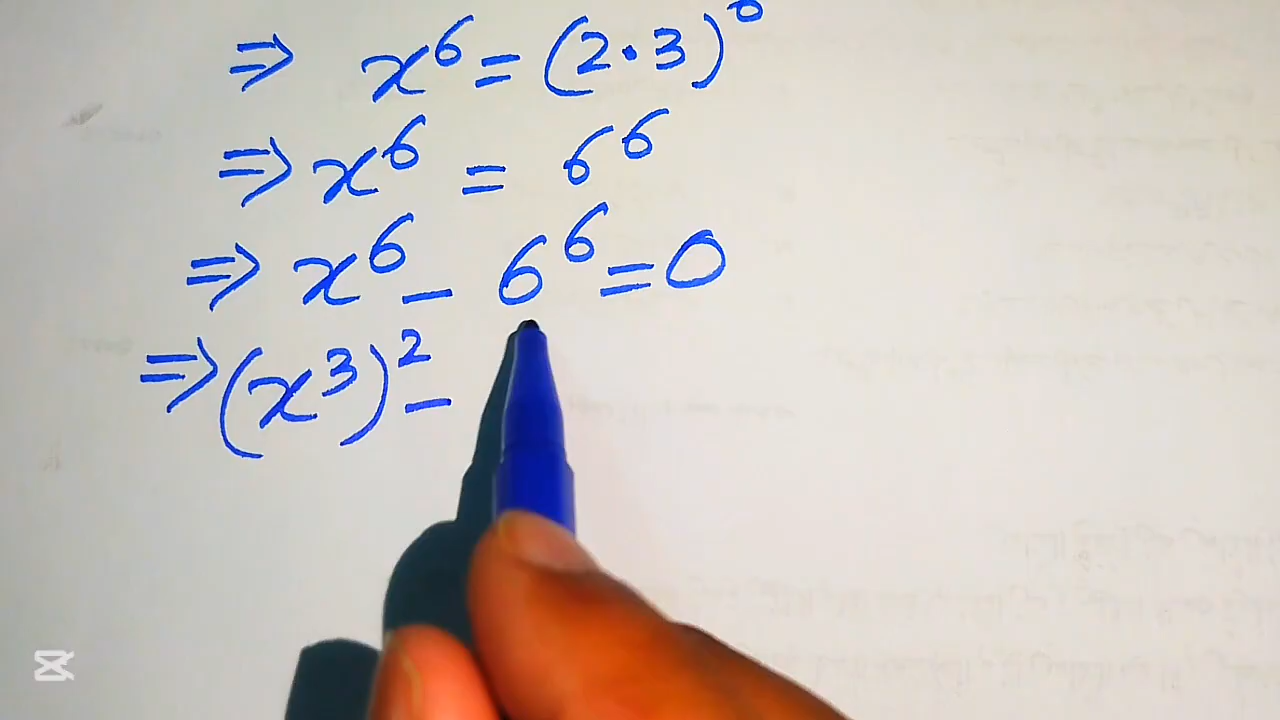 ⇒ x⁶ = (2·3)⁶
⇒ x⁶ = 6⁶
⇒ x⁶ - 6⁶ = 0
⇒ (x³)² -